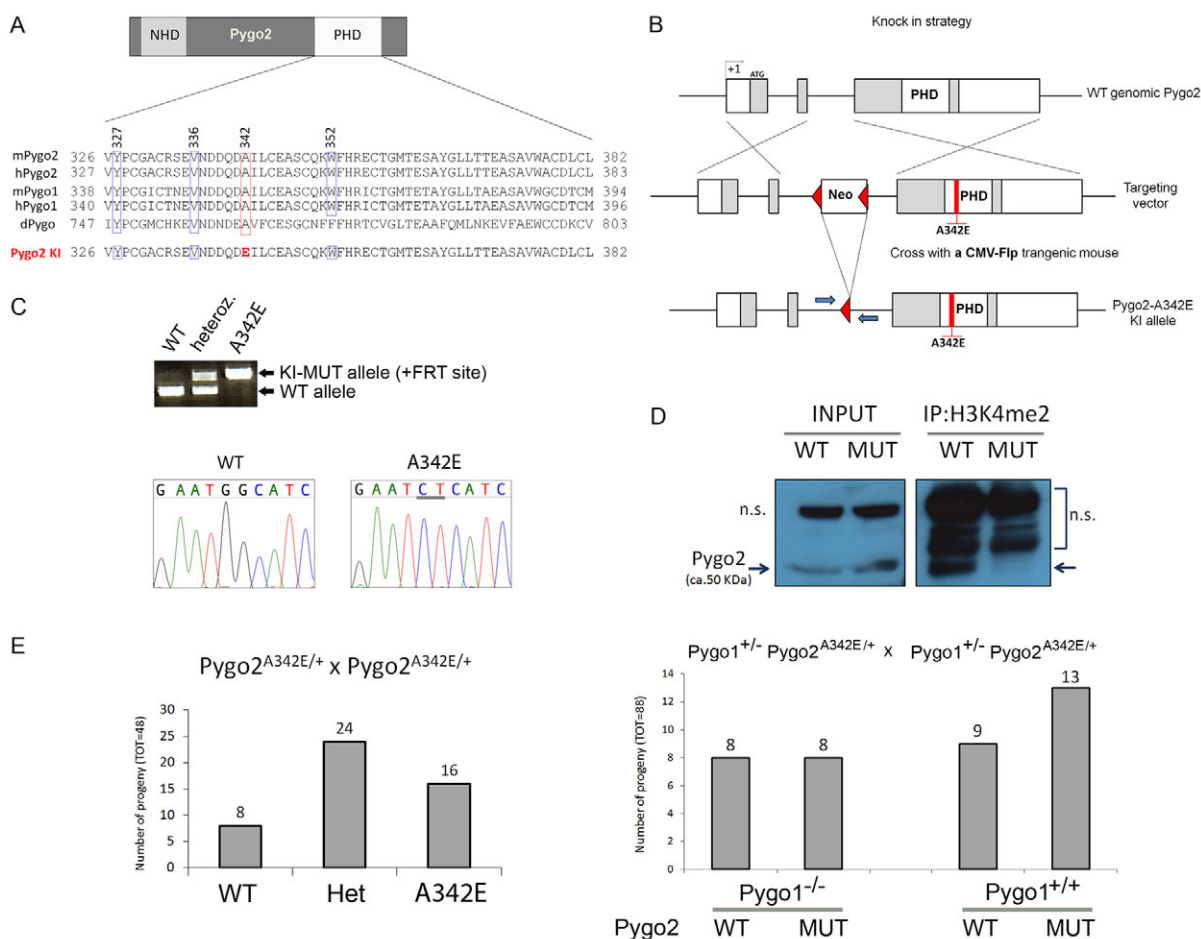 A
NHD Pygo2 PHD
327 336 342 352
mPygo2 326 VYPCGACRSEVNDDQDAILCEASCQKWFHRECTGMTESAYGLLTTEASAVWACDLCL 382
hPygo2 327 VYPCGACRSEVNDDQDAILCEASCQKWFHRECTGMTESAYGLLTTEASAVWACDLCL 383
mPygo1 338 VYPCGICTNEVNDDQDAILCEASCQKWFHRICTGMTESAYGLLTAEASAVWGCDTCM 394
hPygo1 340 VYPCGICTNEVNDDQDAILCEASCQKWFHRICTGMTESAYGLLTAEASAVWGCDTCM 396
dPygo 747 IYPCGMCHKEVNDNDEAVFCESGCNFFFHRTCVGLTEAAFQMLNKEVFAEWCCDKCV 803
Pygo2 KI 326 VYPCGACRSEVNDDQDEILCEASCQKWFHRECTGMTESAYGLLTTEASAVWACDLCL 382
B
Knock in strategy
+1 ATG
PHD WT genomic Pygo2
Neo PHD Targeting
vector
A342E
Cross with a CMV-Flp trangenic mouse
PHD Pygo2-A342E
KI allele
A342E
C
WT heteroz. A342E
KI-MUT allele (+FRT site)
WT allele
WT A342E
G A A T G G C A T C G A A T C T C A T C
D
INPUT IP:H3K4me2
WT MUT WT MUT
n.s. n.s.
Pygo2
(ca.50 KDa)
E
Pygo2A342E/+ x Pygo2A342E/+
Number of progeny (TOT=48)
30
25
20
15
10
5
0
8 24 16
WT Het A342E
Pygo1+/- Pygo2A342E/+ x Pygo1+/- Pygo2A342E/+
Number of progeny (TOT=88)
14
12
10
8
6
4
2
0
8 8 9 13
Pygo1-/- Pygo1+/+
Pygo2 WT MUT WT MUT